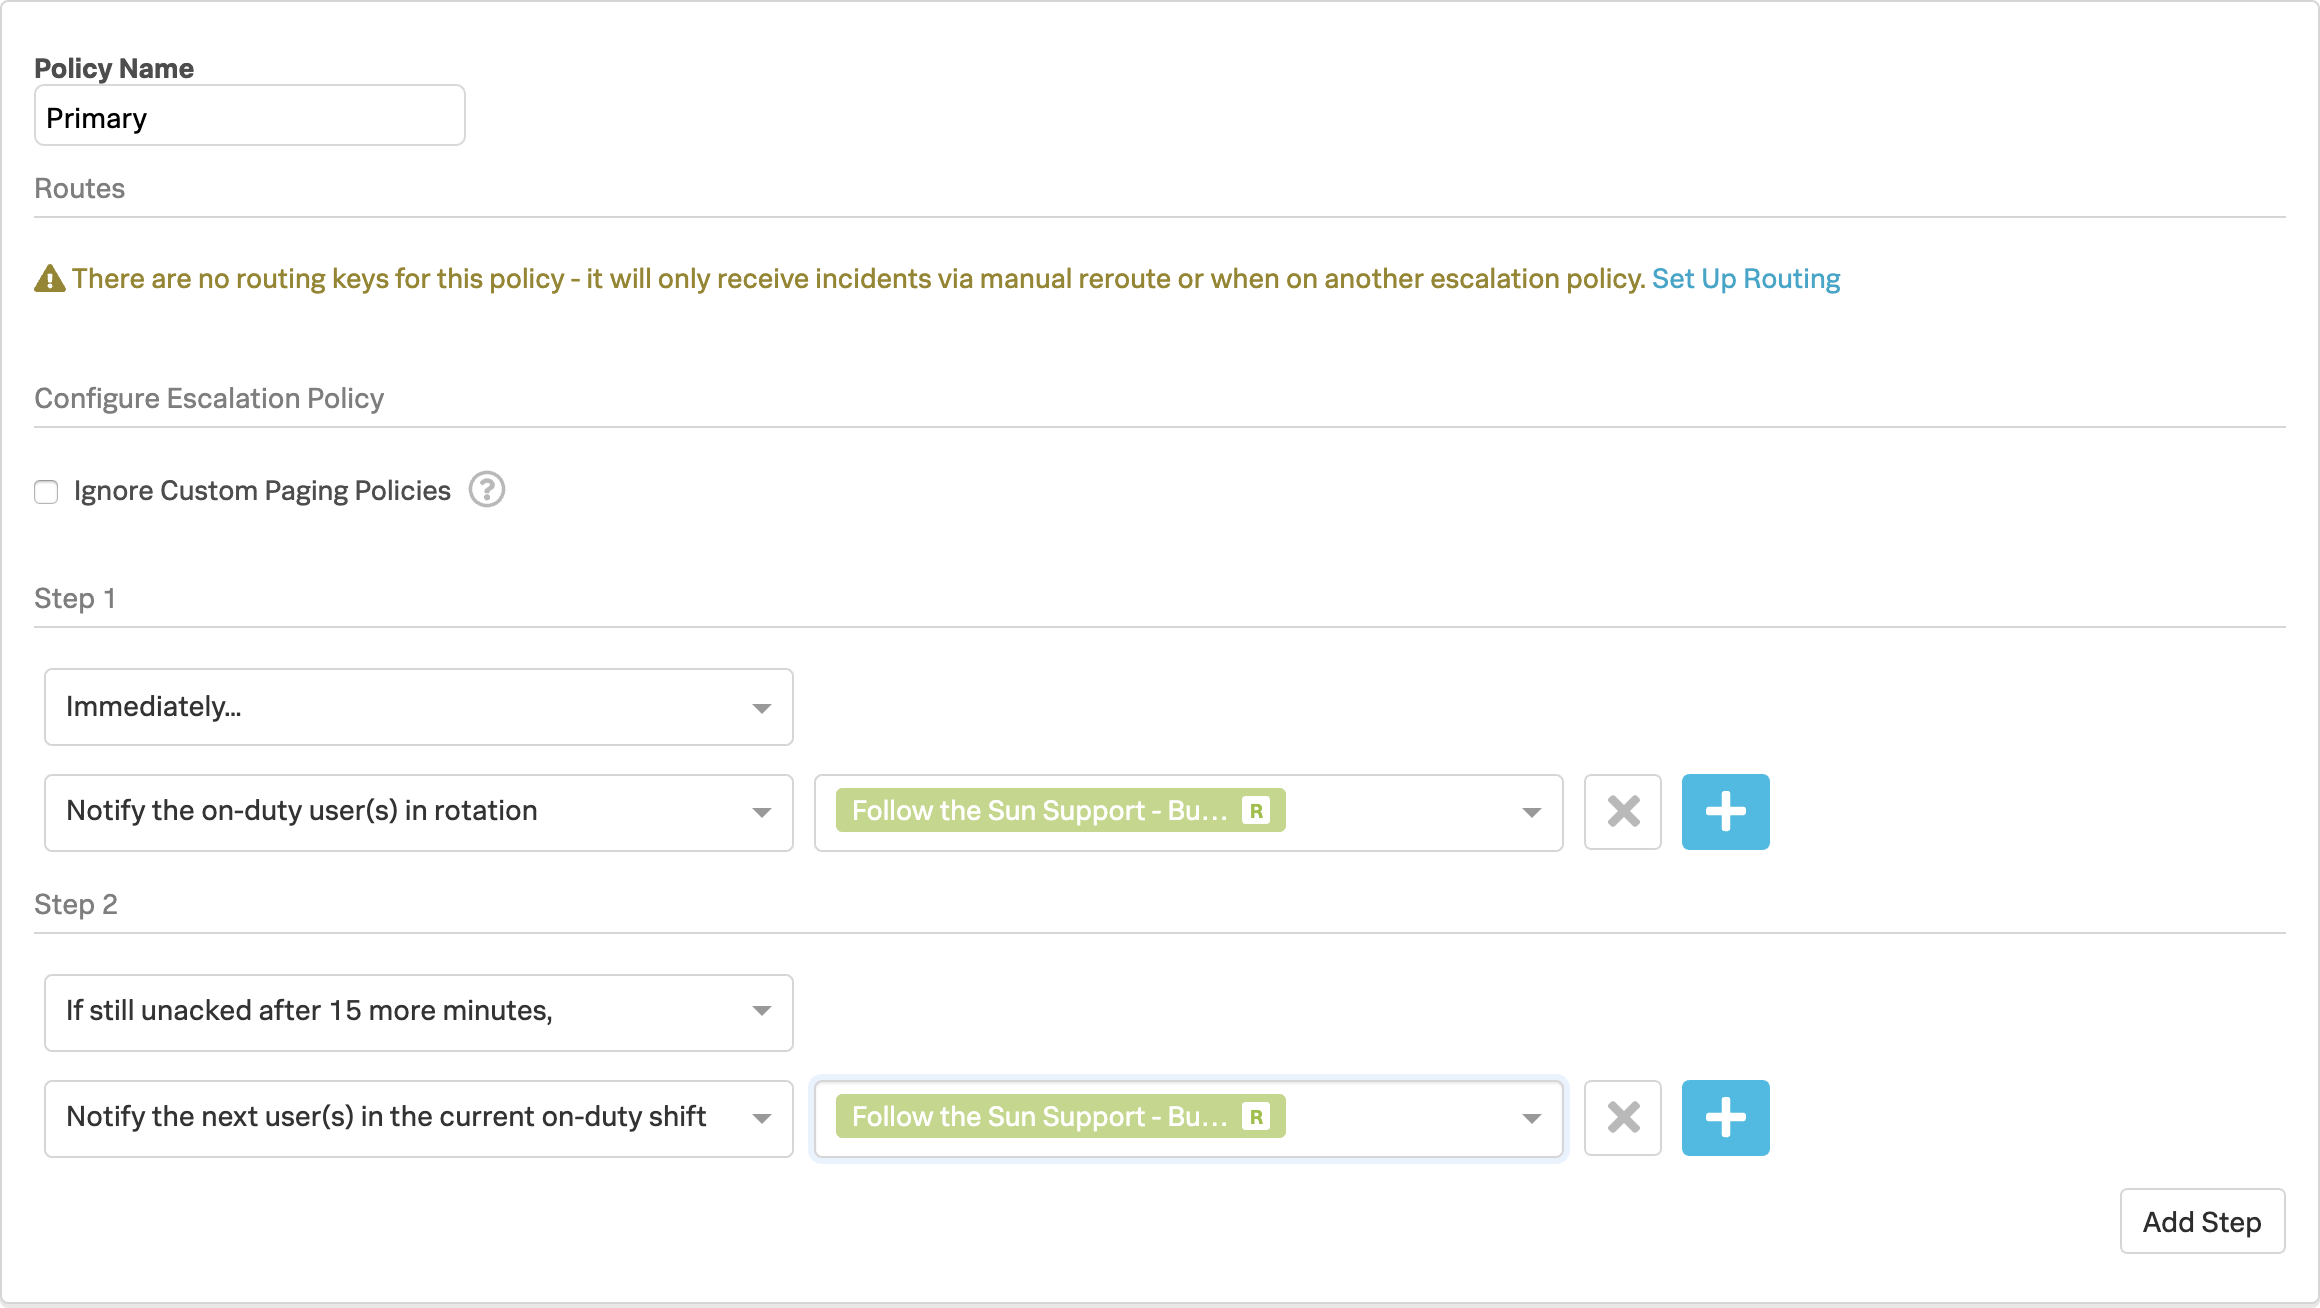 Policy Name
Primary
Routes
There are no routing keys for this policy - it will only receive incidents via manual reroute or when on another escalation policy. Set Up Routing
Configure Escalation Policy
Ignore Custom Paging Policies ?
Step 1
Immediately...
Notify the on-duty user(s) in rotation Follow the Sun Support - Bu... R
Step 2
If still unacked after 15 more minutes,
Notify the next user(s) in the current on-duty shift Follow the Sun Support - Bu... R
Add Step